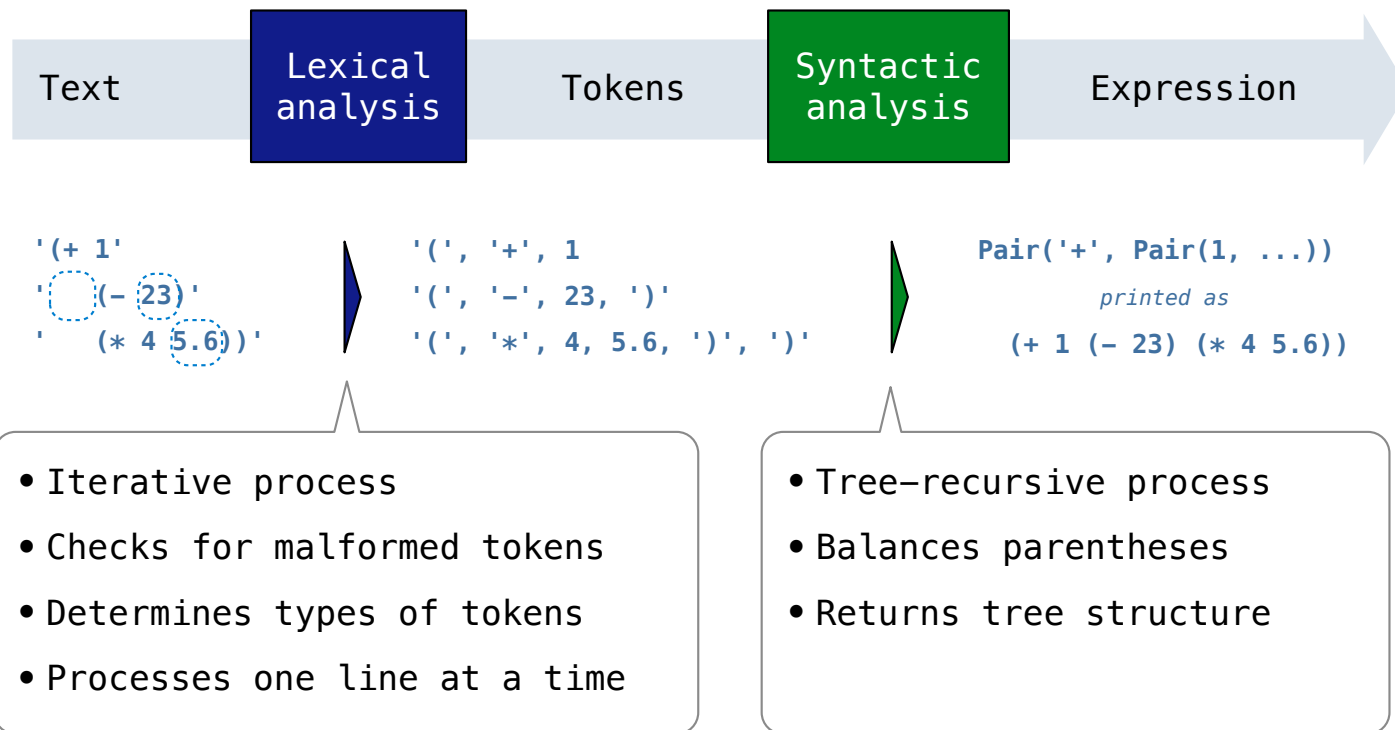 Text
Lexical
analysis
Tokens
Syntactic
analysis
Expression
'(+ 1'
'   (− 23)'
'   (* 4 5.6))'
'(', '+', 1
'(', '−', 23, ')'
'(', '*', 4, 5.6, ')', ')'
Pair('+', Pair(1, ...))
printed as
(+ 1 (− 23) (* 4 5.6))
• Iterative process
• Checks for malformed tokens
• Determines types of tokens
• Processes one line at a time
• Tree−recursive process
• Balances parentheses
• Returns tree structure